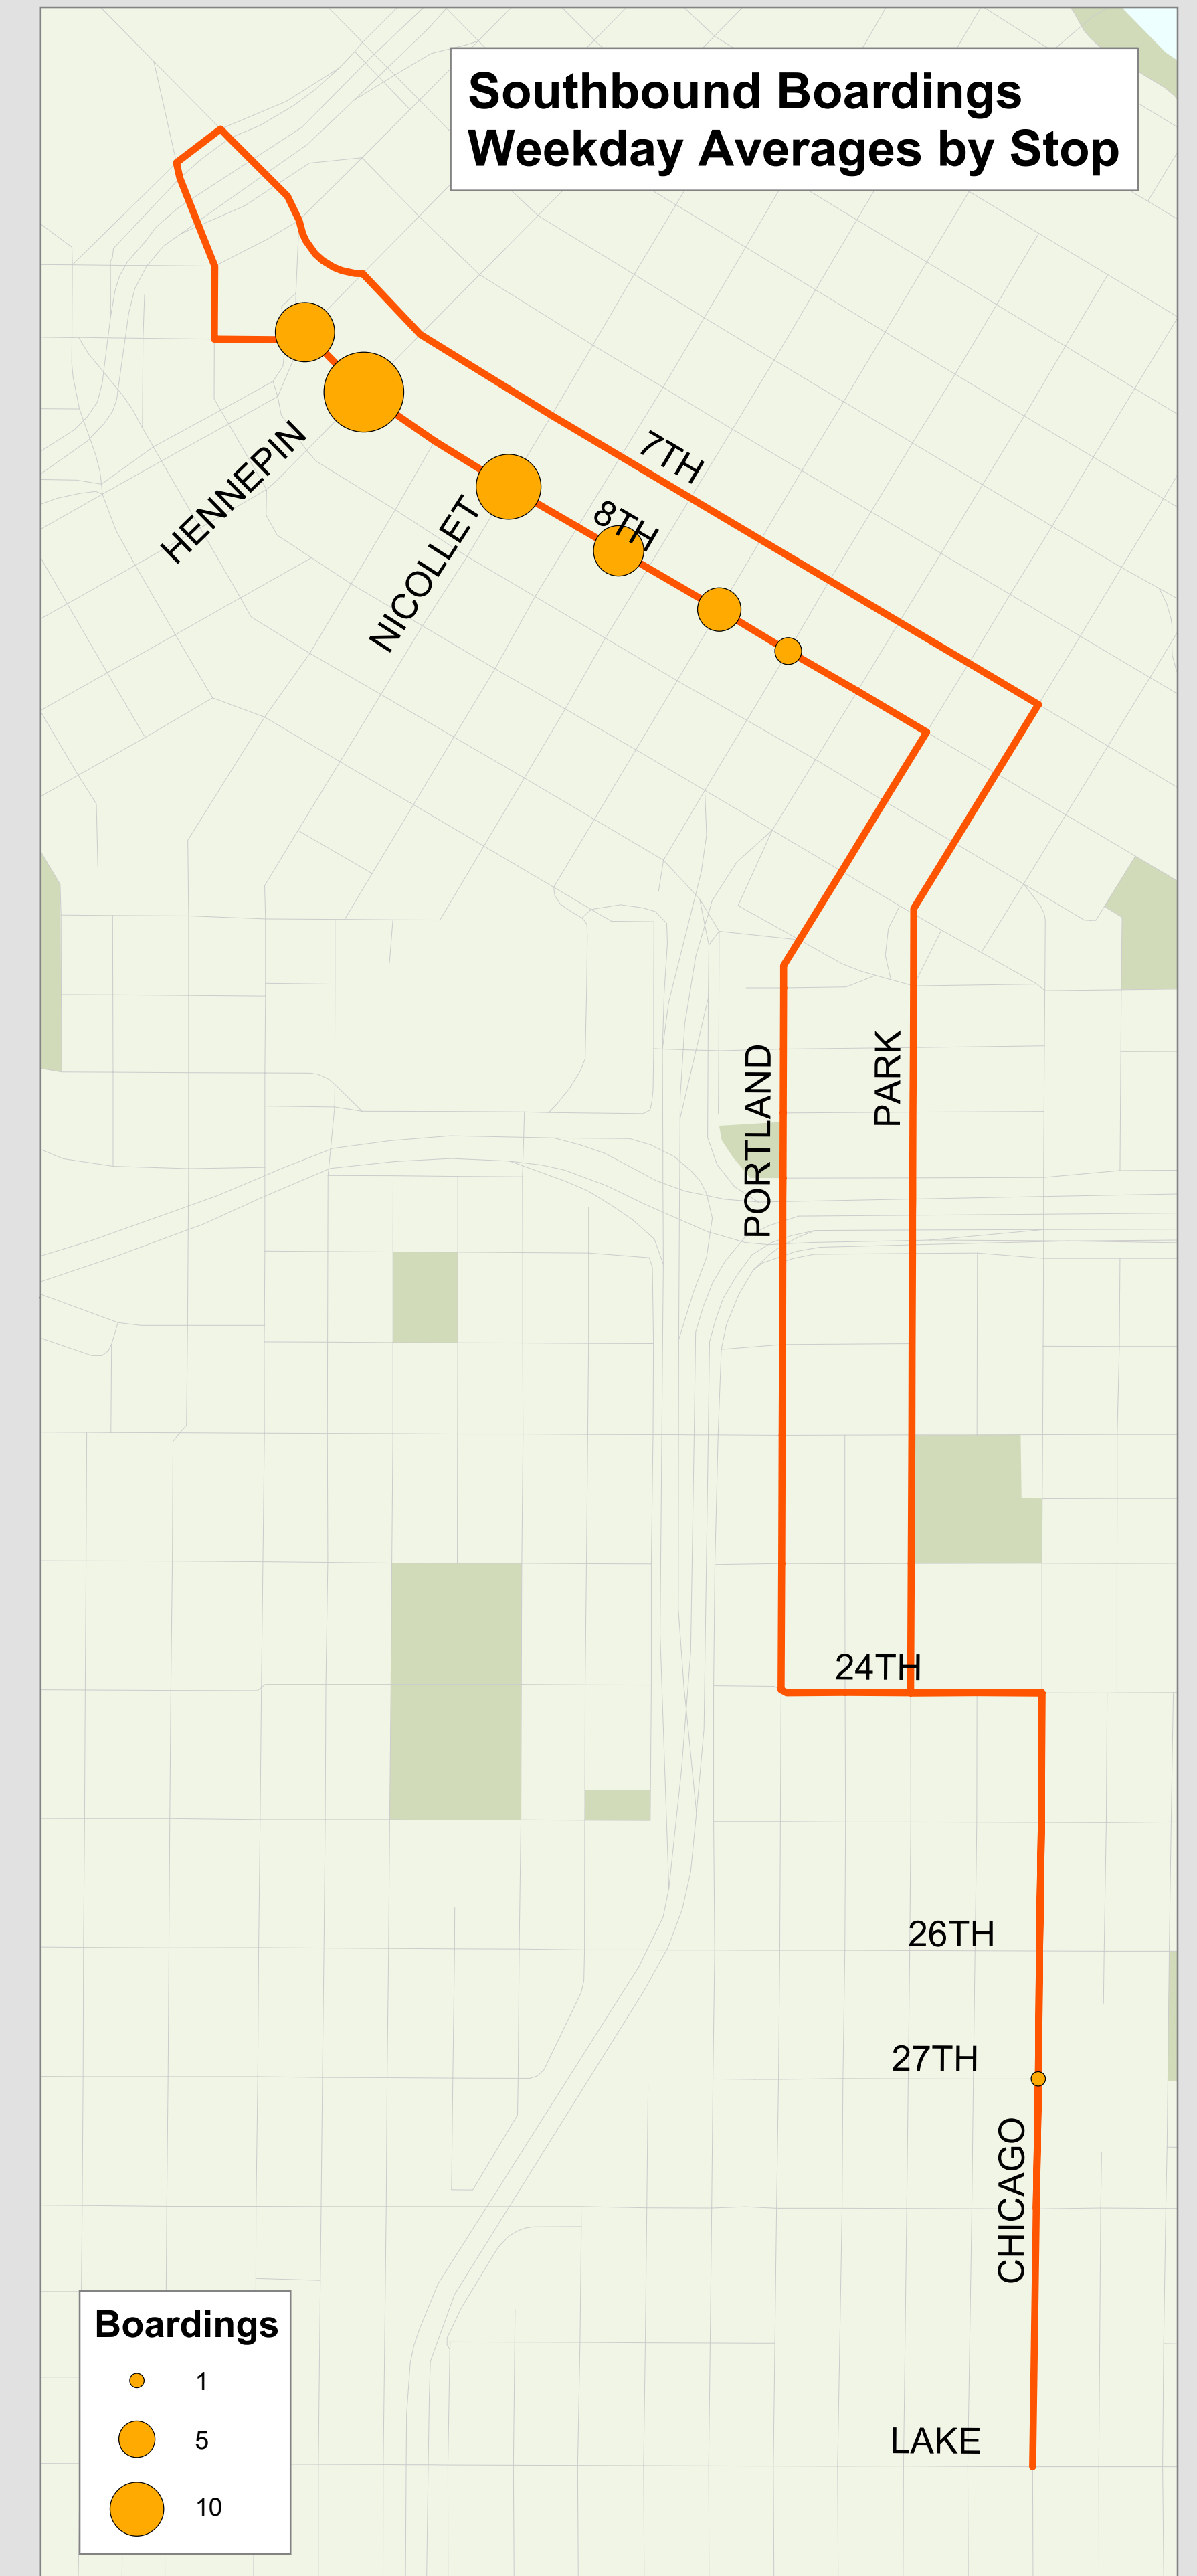 Southbound Boardings
Weekday Averages by Stop
7TH
HENNEPIN
8TH
NICOLLET
PORTLAND
PARK
24TH
26TH
27TH
CHICAGO
Boardings
1
5
10
LAKE